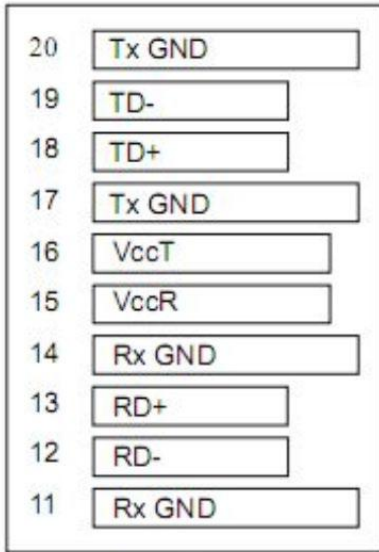 20 Tx GND
19 TD-
18 TD+
17 Tx GND
16 VccT
15 VccR
14 Rx GND
13 RD+
12 RD-
11 Rx GND